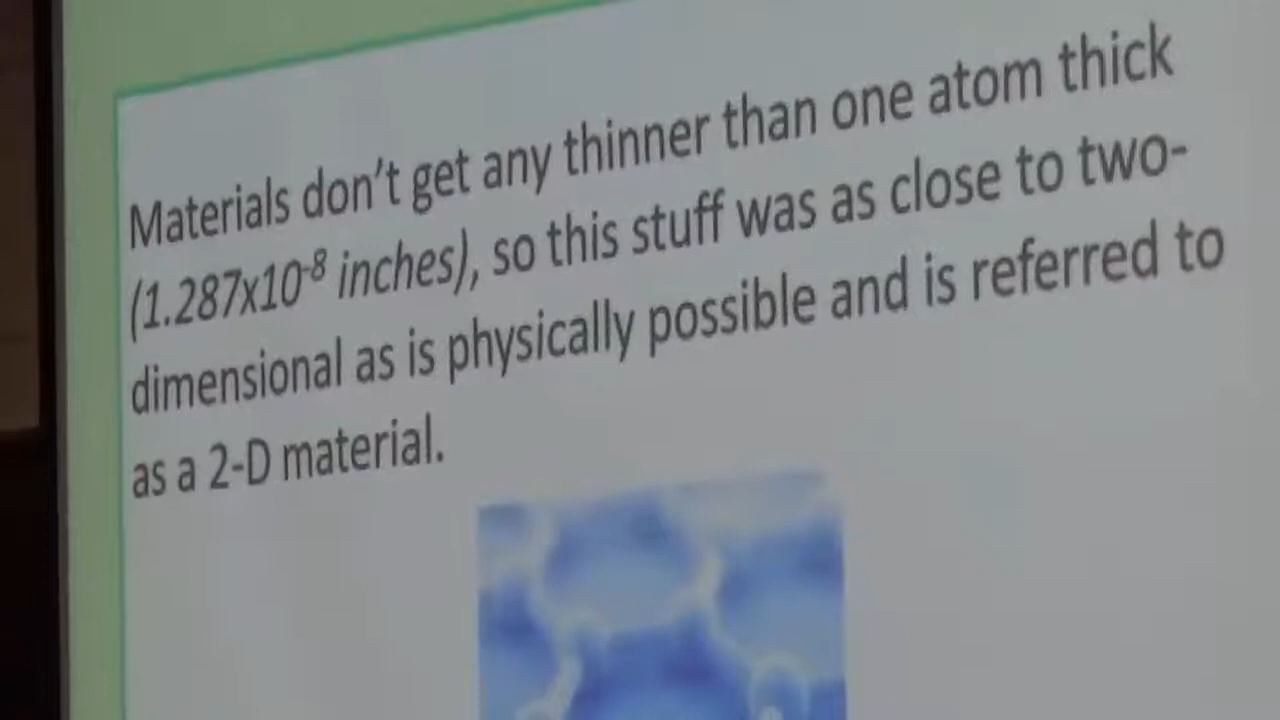 Materials don't get any thinner than one atom thick
(1.287x10⁻⁸ inches), so this stuff was as close to two-
dimensional as is physically possible and is referred to
as a 2-D material.